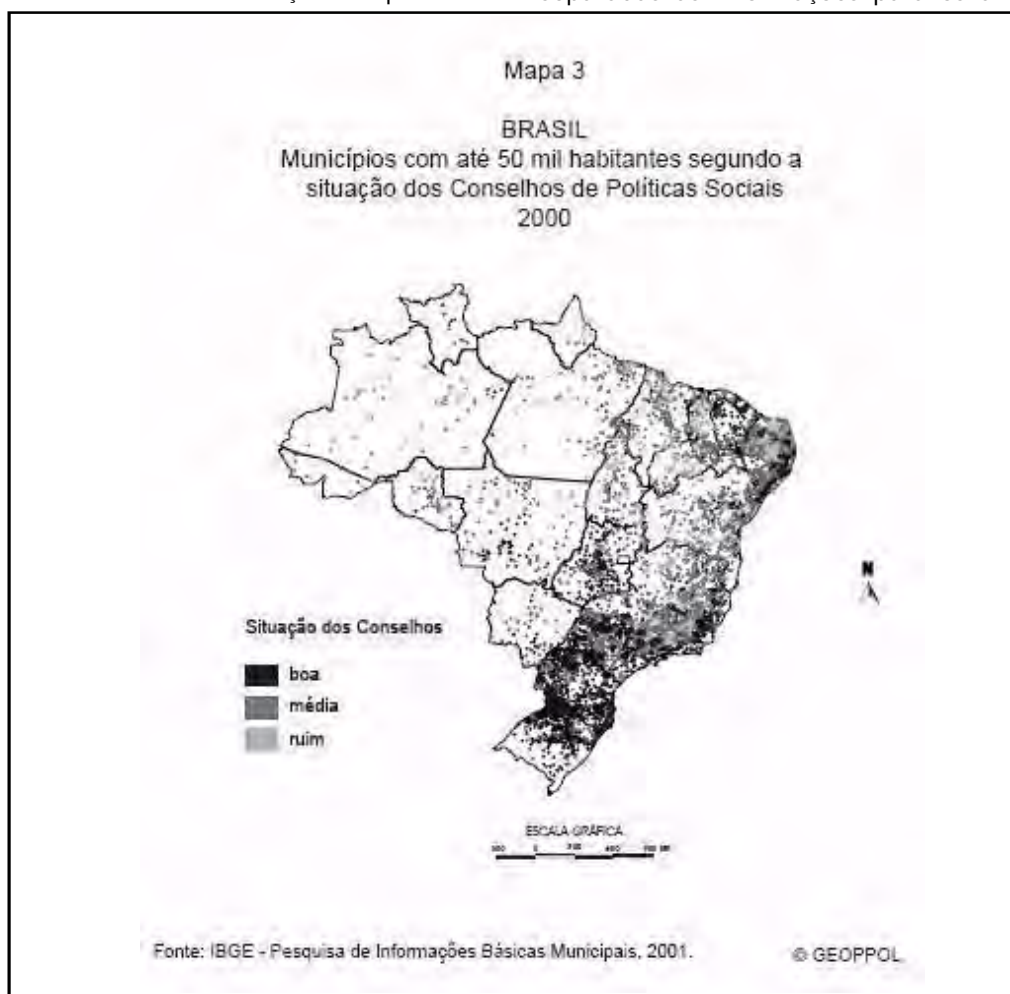 Mapa 3
BRASIL
Municípios com até 50 mil habitantes segundo a
situação dos Conselhos de Políticas Sociais
2000
N
Situação dos Conselhos
boa
média
ruim
ESCALA GRÁFICA
0
Fonte: IBGE - Pesquisa de Informações Básicas Municipais, 2001.
© GEOPPOL